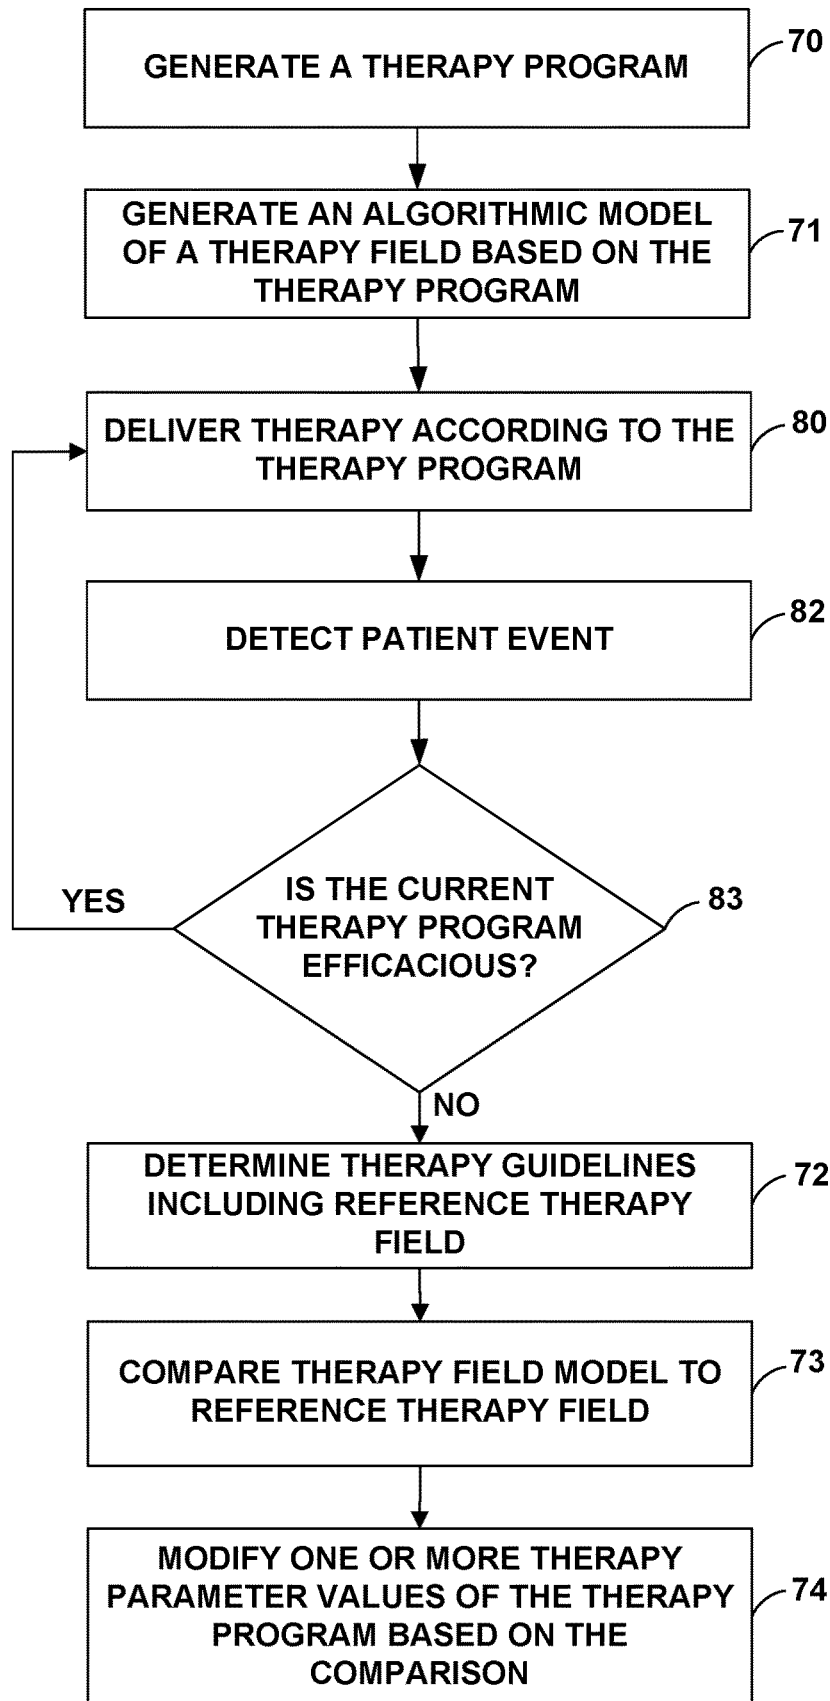 GENERATE A THERAPY PROGRAM
70
GENERATE AN ALGORITHMIC MODEL
OF A THERAPY FIELD BASED ON THE
THERAPY PROGRAM
71
DELIVER THERAPY ACCORDING TO THE
THERAPY PROGRAM
80
DETECT PATIENT EVENT
82
YES
IS THE CURRENT
THERAPY PROGRAM
EFFICACIOUS?
83
NO
DETERMINE THERAPY GUIDELINES
INCLUDING REFERENCE THERAPY
FIELD
72
COMPARE THERAPY FIELD MODEL TO
REFERENCE THERAPY FIELD
73
MODIFY ONE OR MORE THERAPY
PARAMETER VALUES OF THE THERAPY
PROGRAM BASED ON THE
COMPARISON
74